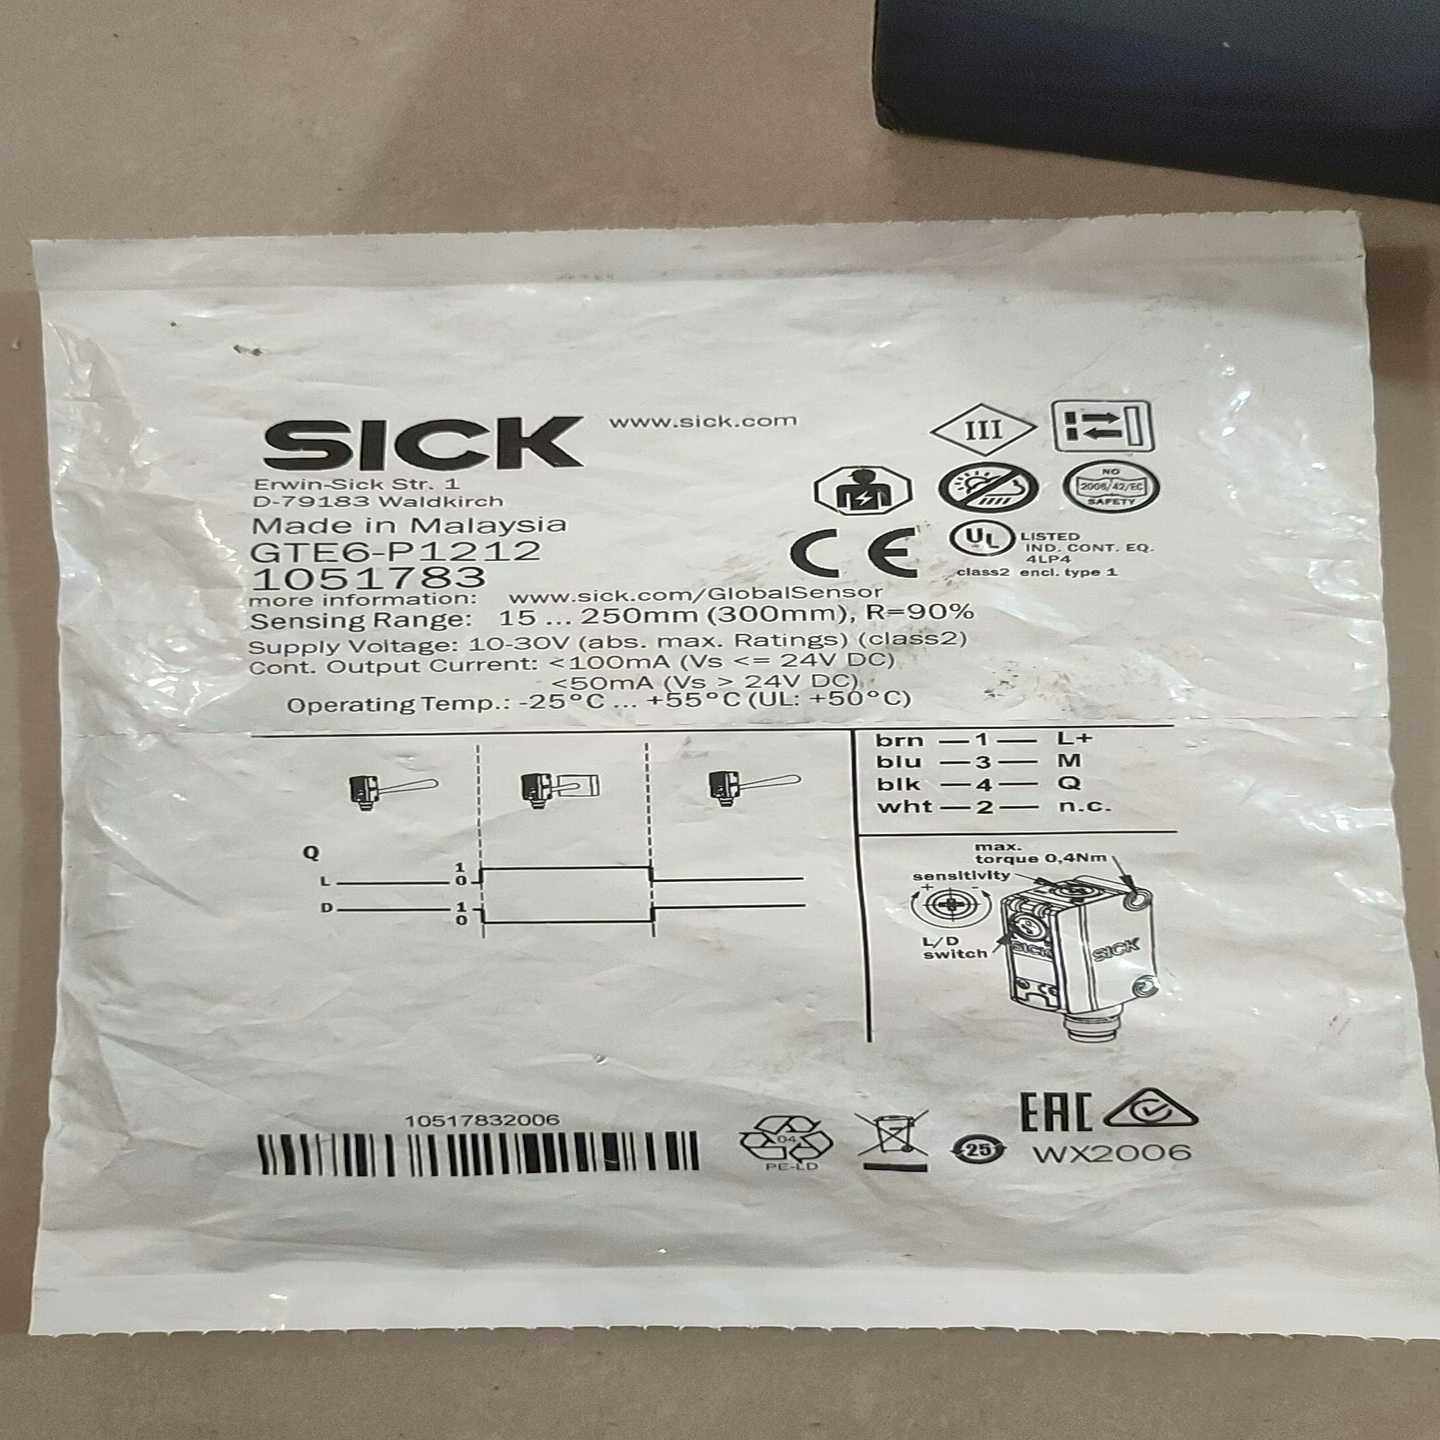 SICK www.sick.com
III
Erwin-Sick Str. 1
D-79183 Waldkirch
Made in Malaysia
GTE6-P1212
1051783
NO
2006/42/EC
SAFETY
CE
UL LISTED
IND. CONT. EQ.
4LP4
class2 encl. type 1
more information: www.sick.com/GlobalSensor
Sensing Range: 15 ... 250mm (300mm), R=90%
Supply Voltage: 10-30V (abs. max. Ratings) (class2)
Cont. Output Current: <100mA (Vs <= 24V DC)
<50mA (Vs > 24V DC)
Operating Temp.: -25°C ... +55°C (UL: +50°C)
brn — 1 — L+
blu — 3 — M
blk — 4 — Q
wht — 2 — n.c.
Q
L 1
0
D 1
0
max.
torque 0,4Nm
sensitivity
+ -
L/D
switch
SICK
SICK
10517832006
04
PE-LD
25
EAC
WX2006